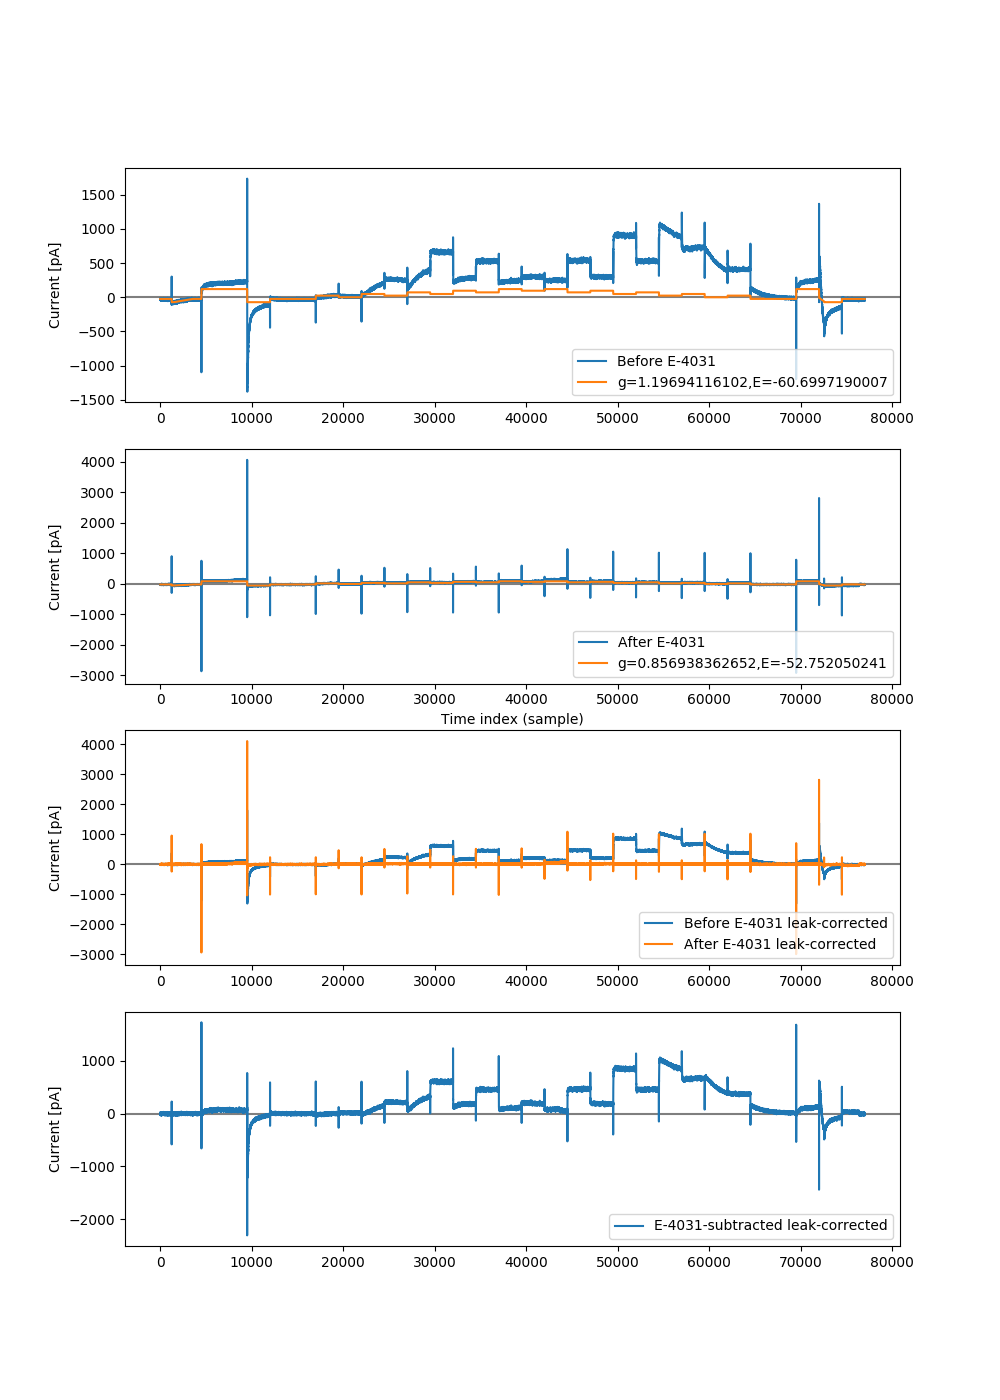 1500
1000
500
0
−500
−1000
−1500
Current [pA]
Before E-4031
g=1.19694116102,E=-60.6997190007
0 10000 20000 30000 40000 50000 60000 70000 80000
4000
3000
2000
1000
0
−1000
−2000
−3000
Current [pA]
After E-4031
g=0.856938362652,E=-52.752050241
0 10000 20000 30000 40000 50000 60000 70000 80000
Time index (sample)
4000
3000
2000
1000
0
−1000
−2000
−3000
Current [pA]
Before E-4031 leak-corrected
After E-4031 leak-corrected
0 10000 20000 30000 40000 50000 60000 70000 80000
1000
0
−1000
−2000
Current [pA]
E-4031-subtracted leak-corrected
0 10000 20000 30000 40000 50000 60000 70000 80000